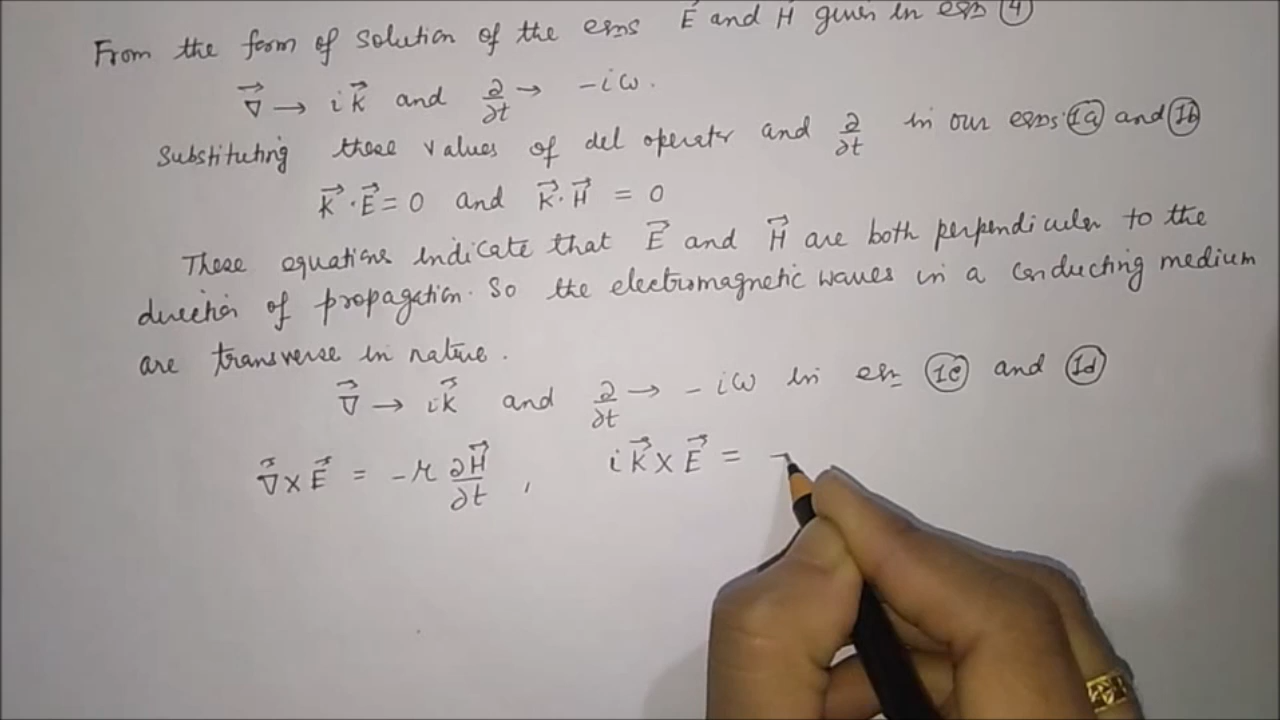 From the form of solution of the eqns E and H given in eqn (4)
∇⃗ → i K⃗ and ∂/∂t → -iω.
Substituting these values of del operator and ∂/∂t in our eqns. (1a) and (1b)
K⃗ · E⃗ = 0 and K⃗ · H⃗ = 0
These equations indicate that E⃗ and H⃗ are both perpendicular to the
direction of propagation. So the electromagnetic waves in a conducting medium
are transverse in nature.
∇⃗ → i k⃗ and ∂/∂t → -iω in eqn (1c) and (1d)
∇⃗ × E⃗ = -μ ∂H⃗/∂t , i K⃗ × E⃗ = -